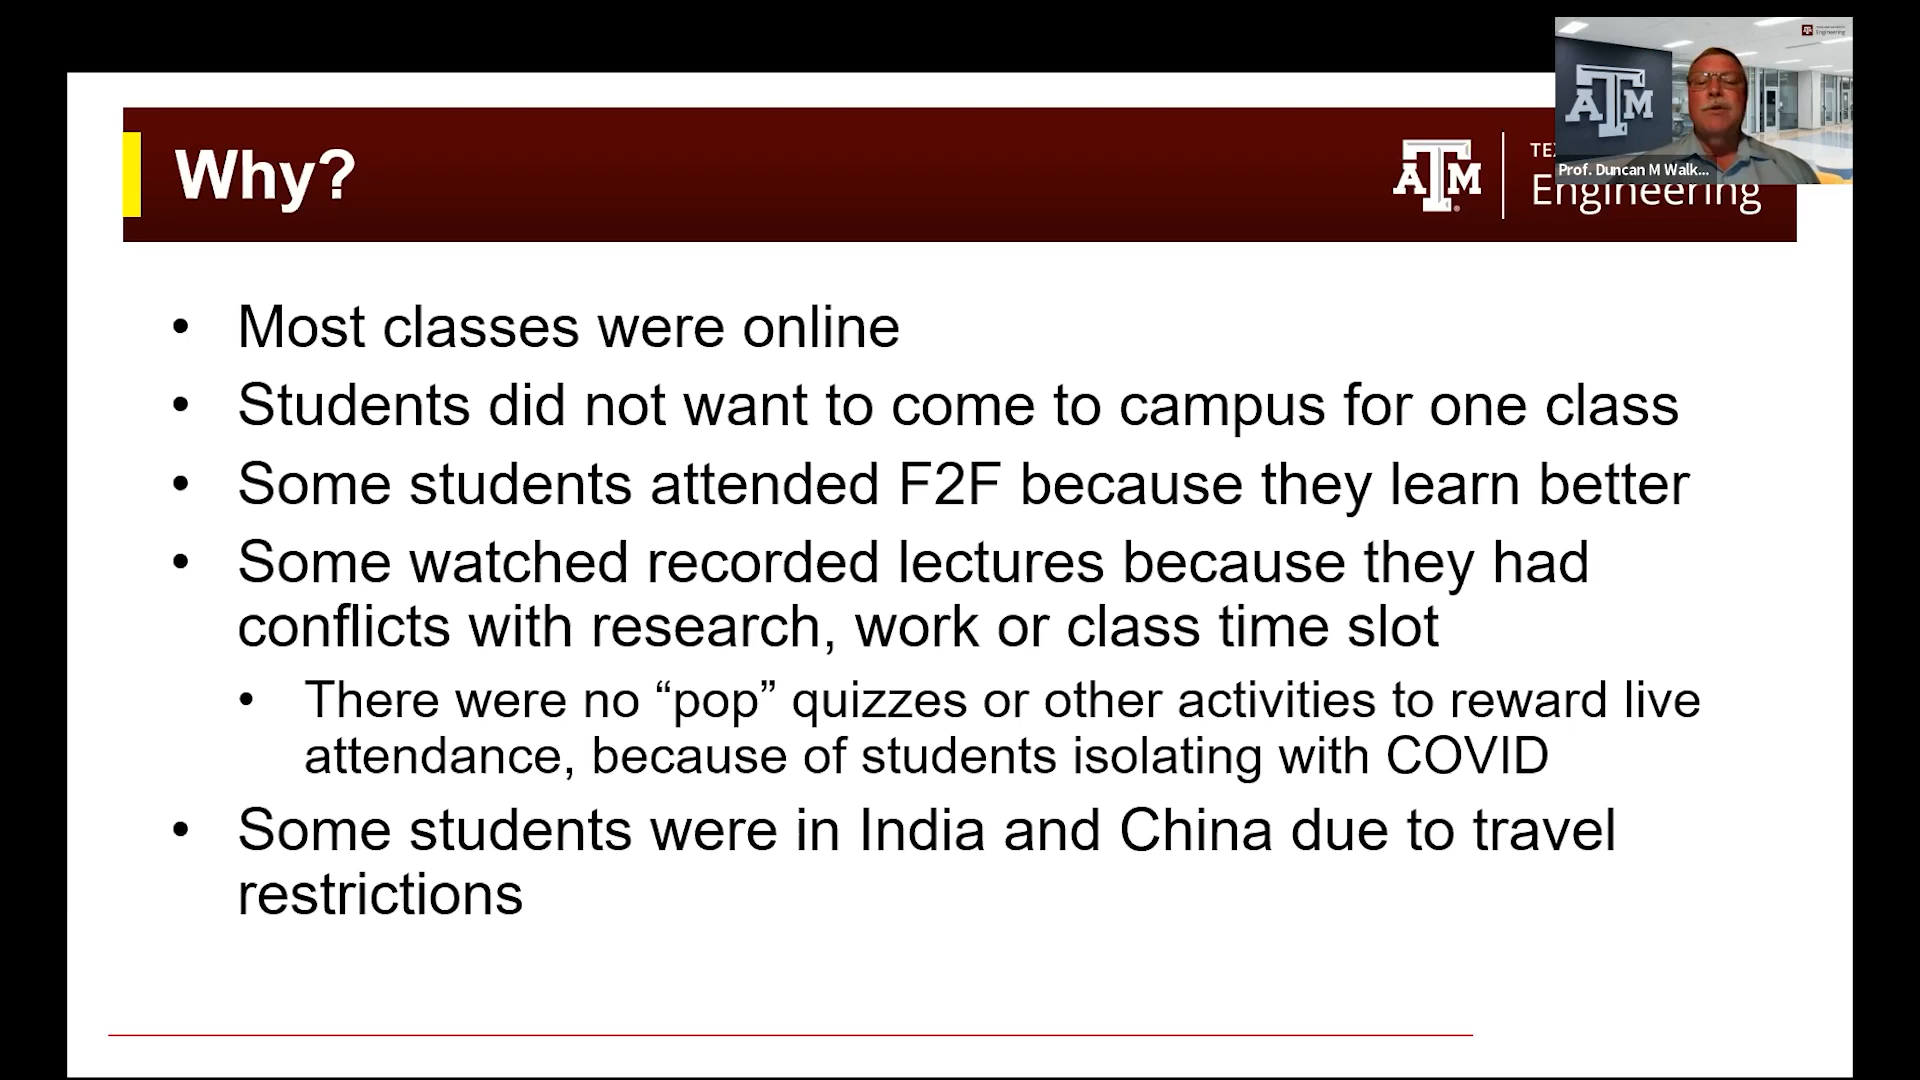 Why?
ĀM
Engineering
Prof. Duncan M Walk...
• Most classes were online
• Students did not want to come to campus for one class
• Some students attended F2F because they learn better
• Some watched recorded lectures because they had
conflicts with research, work or class time slot
• There were no “pop” quizzes or other activities to reward live
attendance, because of students isolating with COVID
• Some students were in India and China due to travel
restrictions